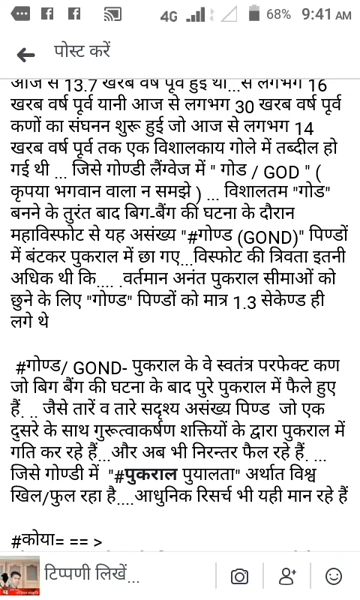 4G 68% 9:41 AM
पोस्ट करें
आज से 13.7 खरब वर्ष पूर्व हुई थी...से लगभग 16
खरब वर्ष पूर्व यानी आज से लगभग 30 खरब वर्ष पूर्व
कणों का संघनन शुरू हुई जो आज से लगभग 14
खरब वर्ष पूर्व तक एक विशालकाय गोले में तब्दील हो
गई थी ... जिसे गोण्डी लैंग्वेज में " गोड / GOD " (
कृपया भगवान वाला न समझे ) ... विशालतम "गोड"
बनने के तुरंत बाद बिग-बैंग की घटना के दौरान
महाविस्फोट से यह असंख्य "#गोण्ड (GOND)" पिण्डों
में बंटकर पुकराल में छा गए...विस्फोट की त्रिवता इतनी
अधिक थी कि.... .वर्तमान अनंत पुकराल सीमाओं को
छुने के लिए "गोण्ड" पिण्डों को मात्र 1.3 सेकेण्ड ही
लगे थे
#गोण्ड/ GOND- पुकराल के वे स्वतंत्र परफेक्ट कण
जो बिग बैंग की घटना के बाद पुरे पुकराल में फैले हुए
हैं. .. जैसे तारें व तारे सदृश्य असंख्य पिण्ड जो एक
दुसरे के साथ गुरूत्वाकर्षण शक्तियों के द्वारा पुकराल में
गति कर रहे हैं...और अब भी निरन्तर फैल रहे हैं. ...
जिसे गोण्डी में "#पुकराल पुयालता" अर्थात विश्व
खिल/फुल रहा है....आधुनिक रिसर्च भी यही मान रहे हैं
#कोया= == >
टिप्पणी लिखें...